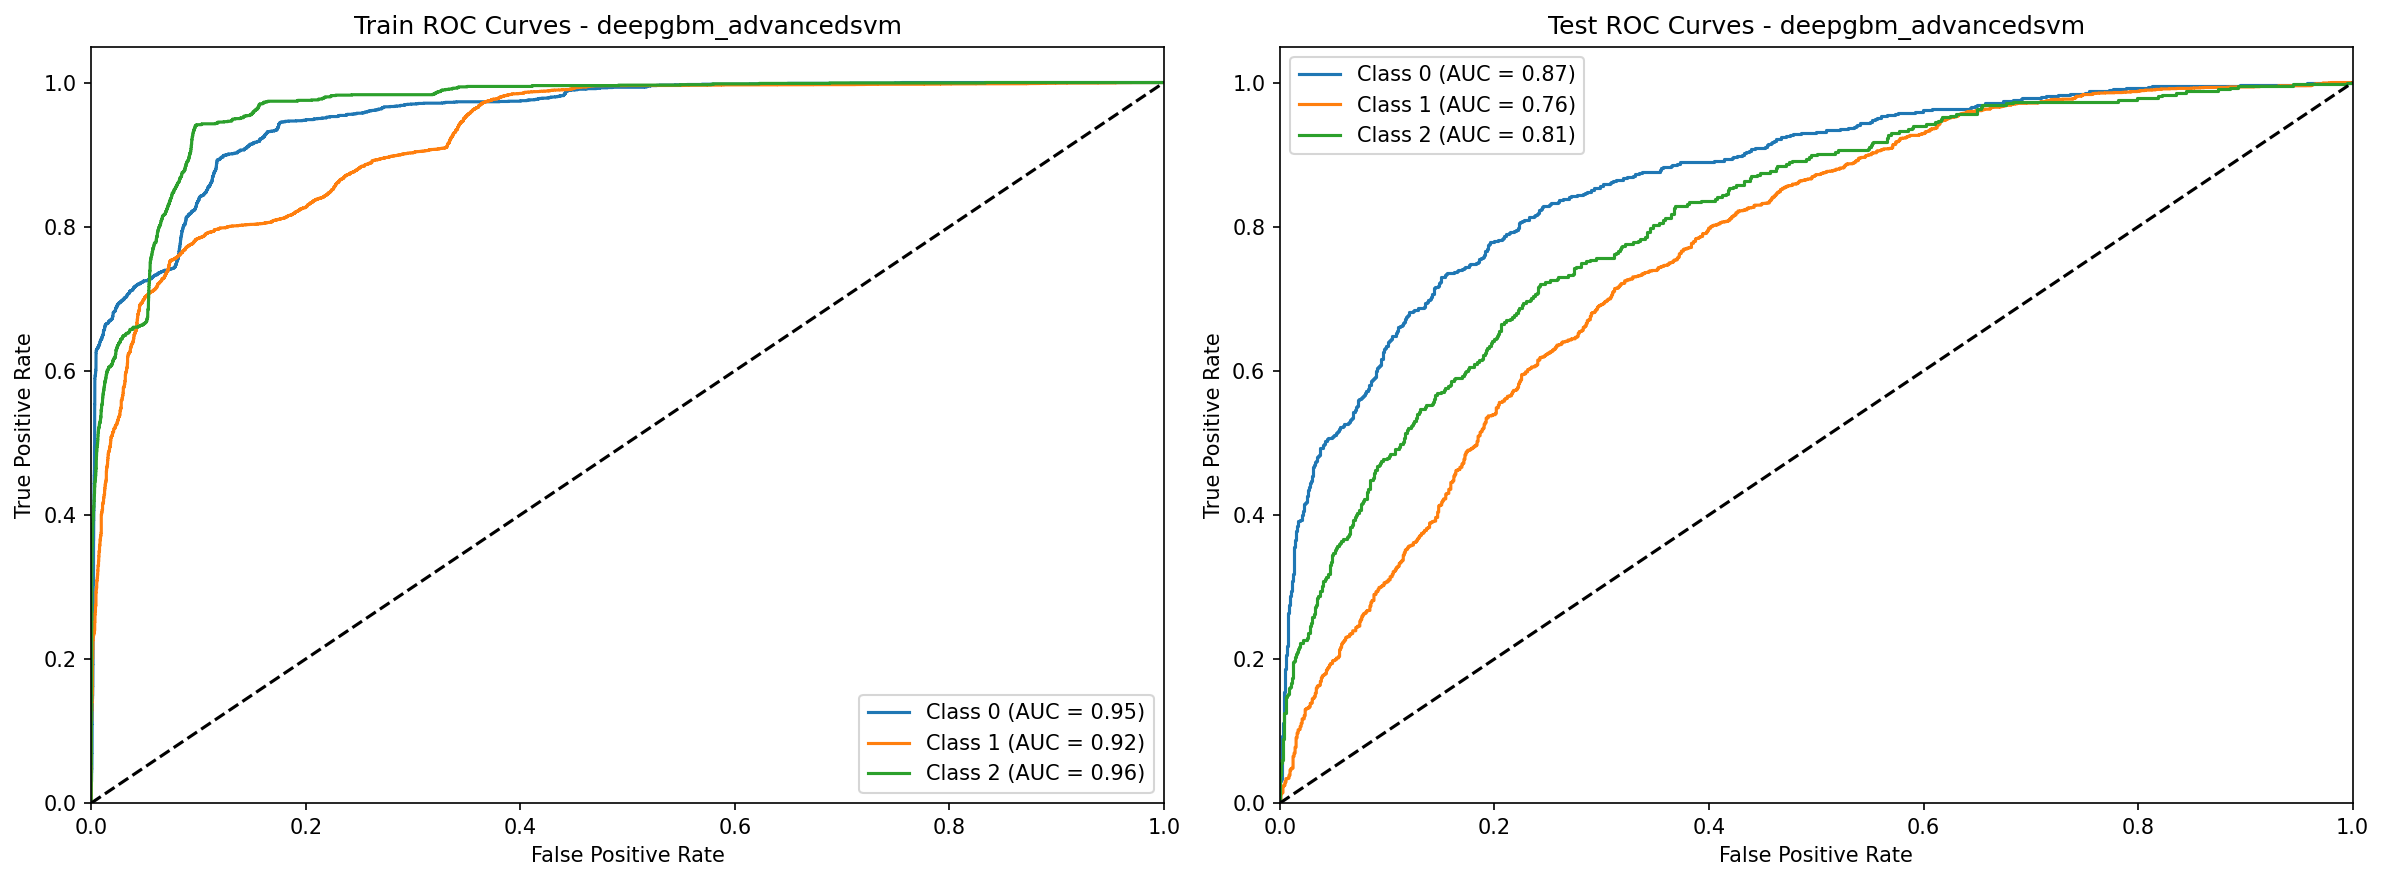 Train ROC Curves - deepgbm_advancedsvm
True Positive Rate
1.0
0.8
0.6
0.4
0.2
0.0
Class 0 (AUC = 0.95)
Class 1 (AUC = 0.92)
Class 2 (AUC = 0.96)
0.0 0.2 0.4 0.6 0.8 1.0
False Positive Rate
Test ROC Curves - deepgbm_advancedsvm
True Positive Rate
Class 0 (AUC = 0.87)
Class 1 (AUC = 0.76)
Class 2 (AUC = 0.81)
1.0
0.8
0.6
0.4
0.2
0.0
0.0 0.2 0.4 0.6 0.8 1.0
False Positive Rate